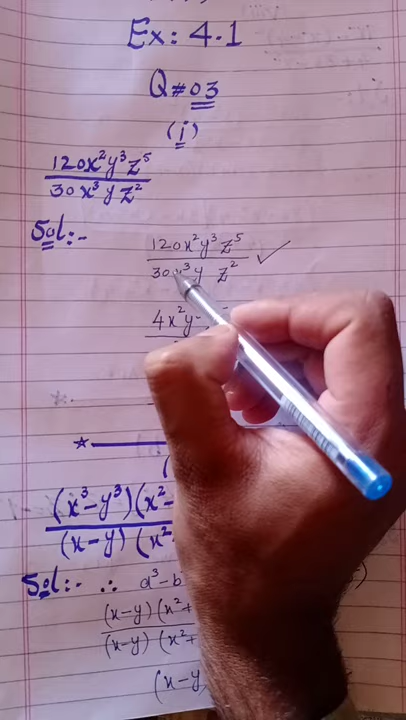 Ex: 4.1
Q#03
(i)
120x²y³z⁵
30x³yz²
Sol:-
120x²y³z⁵ ✓
30x³y z²
4x²y
(x³-y³)(x²-
(x-y)(x²
Sol:- ∴ a³-b
(x-y)(x²+
(x-y)(x²+
(x-y